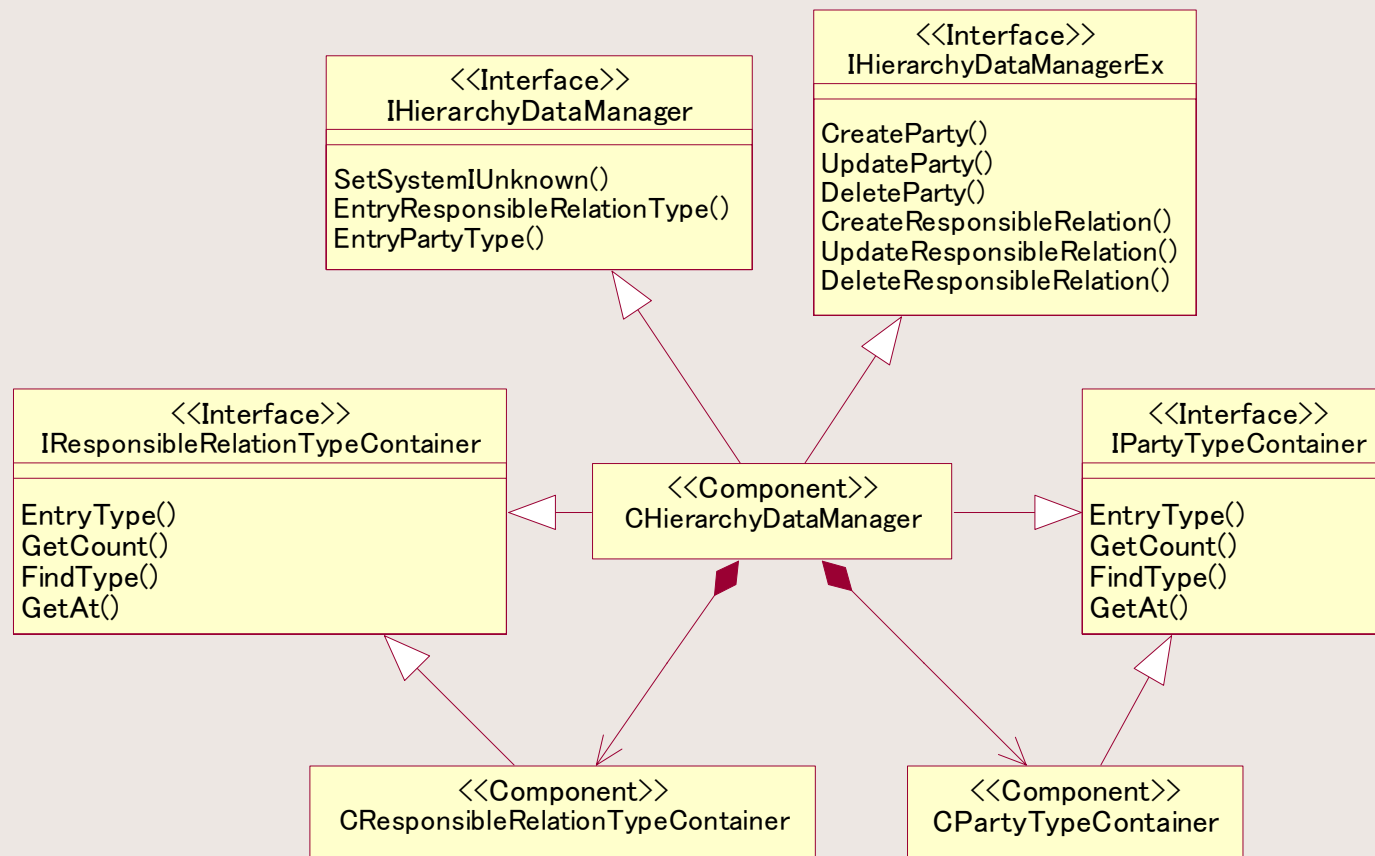 <<Interface>>
IHierarchyDataManager
SetSystemIUnknown()
EntryResponsibleRelationType()
EntryPartyType()
<<Interface>>
IHierarchyDataManagerEx
CreateParty()
UpdateParty()
DeleteParty()
CreateResponsibleRelation()
UpdateResponsibleRelation()
DeleteResponsibleRelation()
<<Interface>>
IResponsibleRelationTypeContainer
EntryType()
GetCount()
FindType()
GetAt()
<<Component>>
CHierarchyDataManager
<<Interface>>
IPartyTypeContainer
EntryType()
GetCount()
FindType()
GetAt()
<<Component>>
CResponsibleRelationTypeContainer
<<Component>>
CPartyTypeContainer